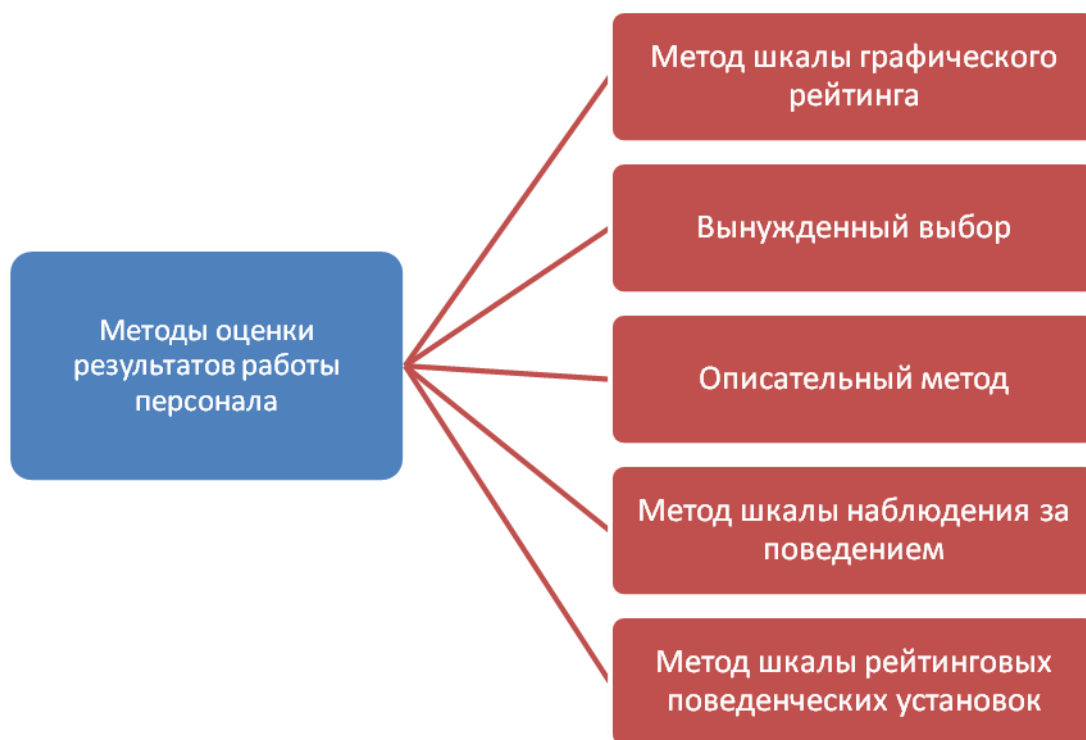 Метод шкалы графического
рейтинга
Вынужденный выбор
Методы оценки
результатов работы
персонала
Описательный метод
Метод шкалы наблюдения за
поведением
Метод шкалы рейтинговых
поведенческих установок